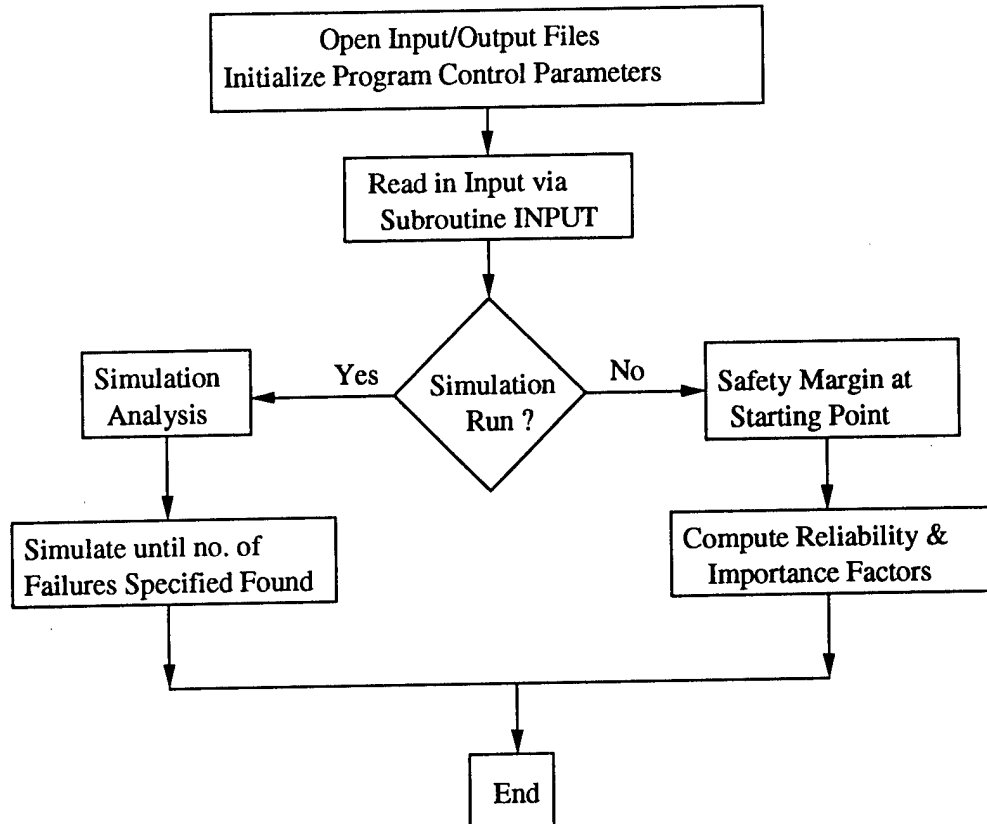 Open Input/Output Files
Initialize Program Control Parameters
Read in Input via
Subroutine INPUT
Yes
Simulation
Run ?
No
Simulation
Analysis
Safety Margin at
Starting Point
Simulate until no. of
Failures Specified Found
Compute Reliability &
Importance Factors
End